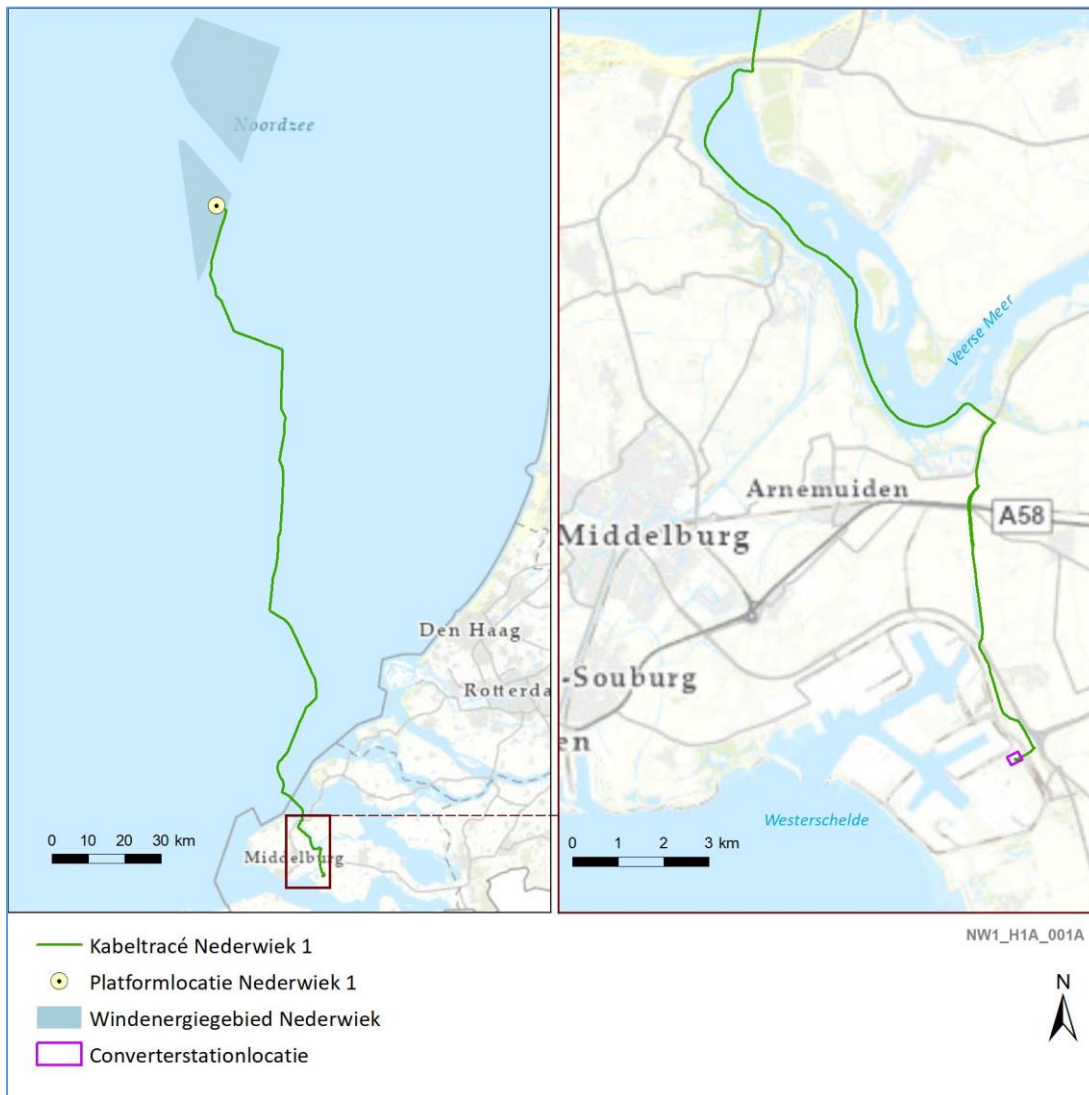 Noordzee
Den Haag
Rotterda
Middelburg
0 10 20 30 km
Veerse Meer
Arnemuiden
A58
Middelburg
-Souburg
en
Westerschelde
0 1 2 3 km
NW1_H1A_001A
N
Kabeltracé Nederwiek 1
Platformlocatie Nederwiek 1
Windenergiegebied Nederwiek
Converterstationlocatie